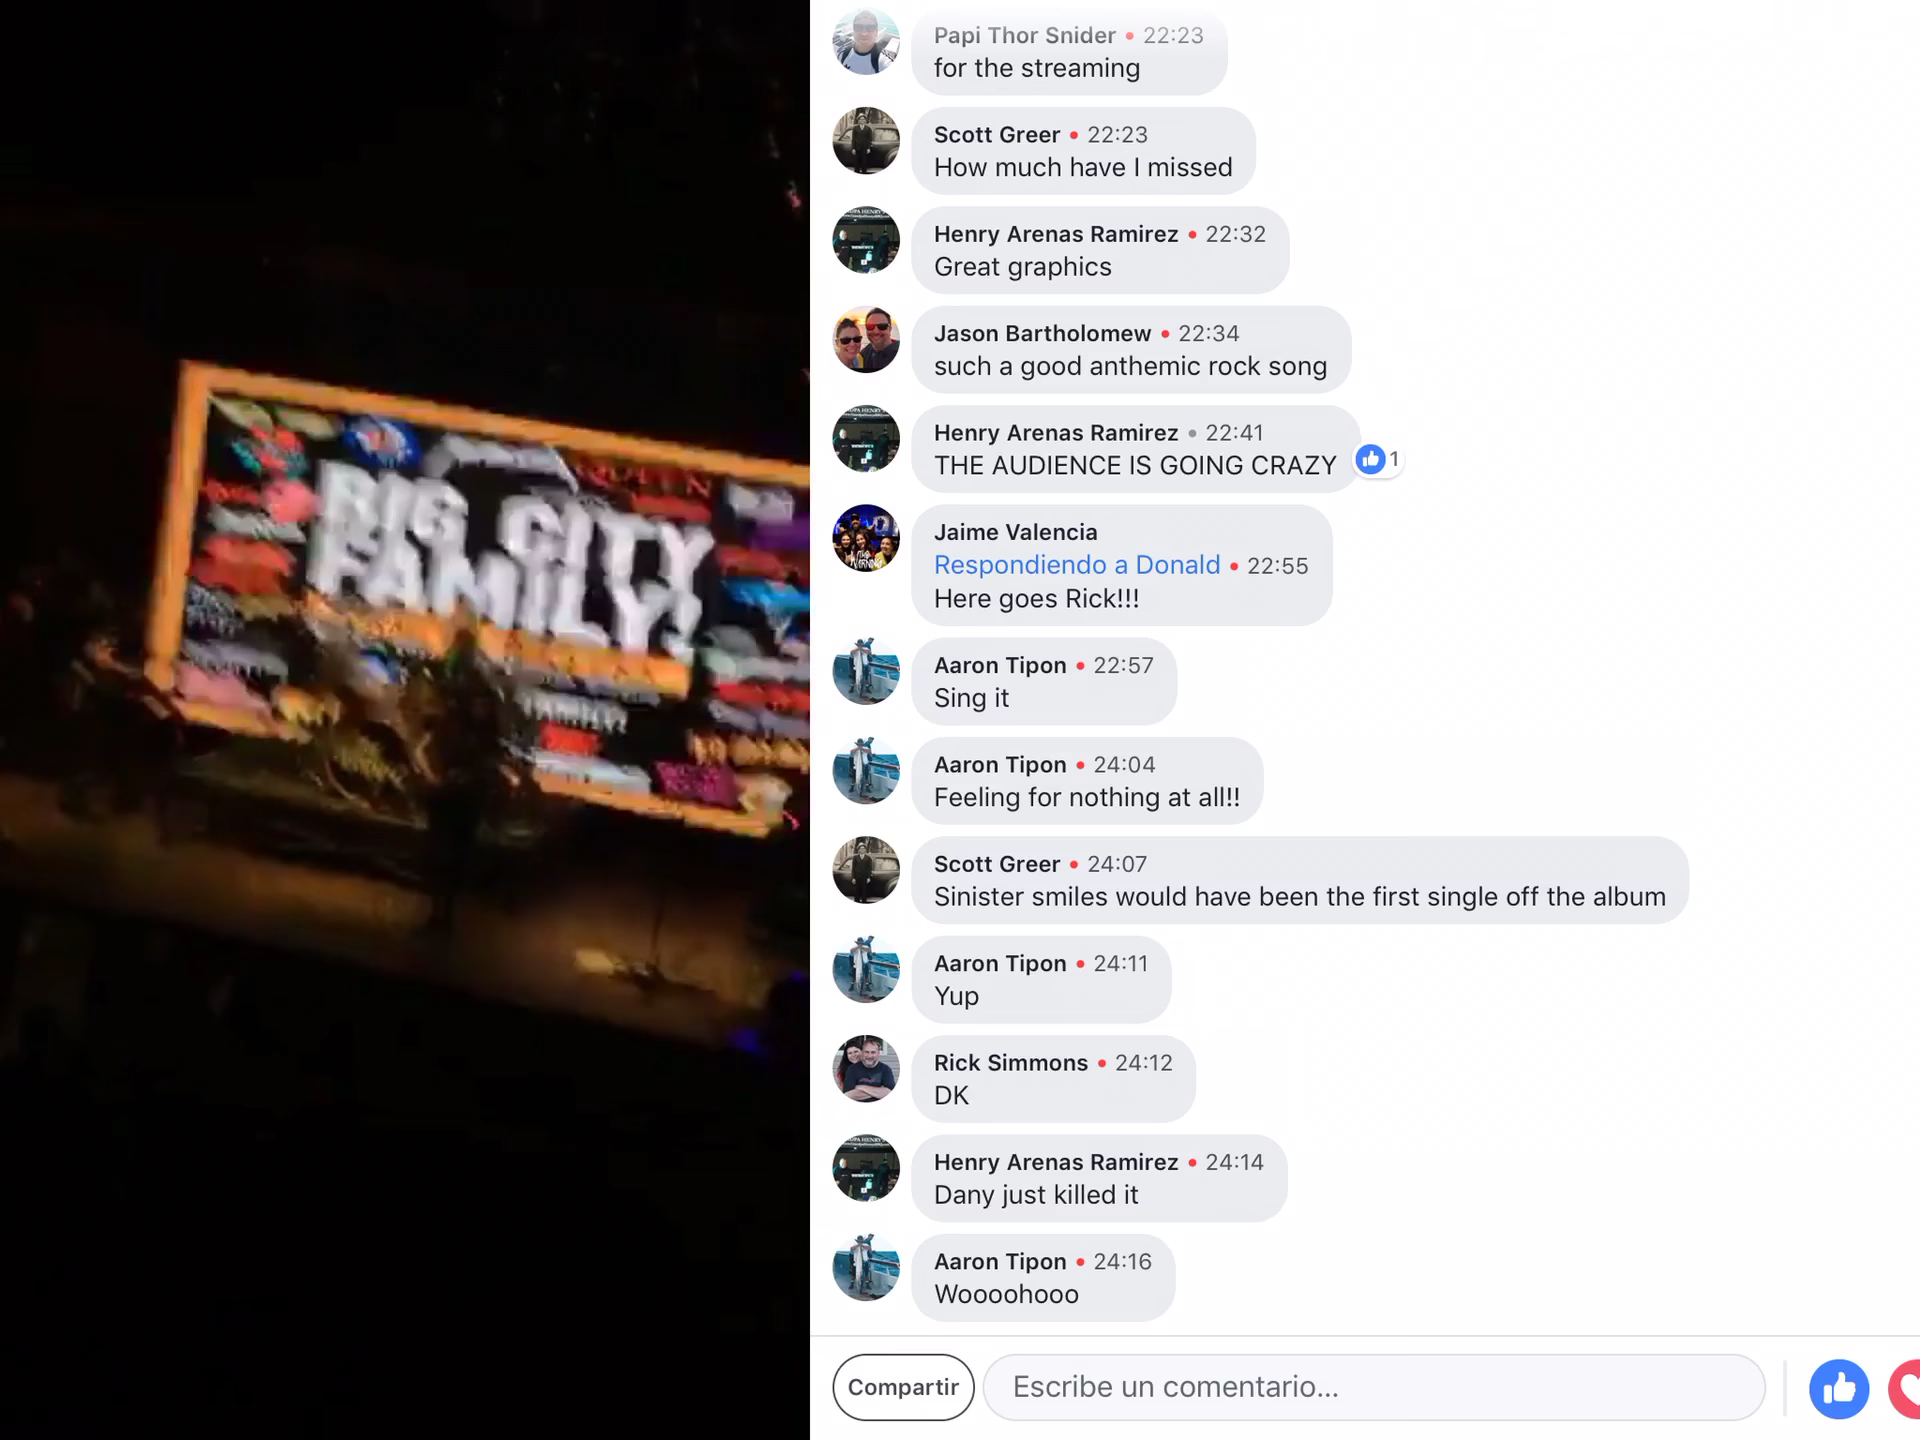 BIG CITY
FAMILY!
Papi Thor Snider • 22:23
for the streaming
Scott Greer • 22:23
How much have I missed
Henry Arenas Ramirez • 22:32
Great graphics
Jason Bartholomew • 22:34
such a good anthemic rock song
Henry Arenas Ramirez • 22:41
THE AUDIENCE IS GOING CRAZY
1
Jaime Valencia
Respondiendo a Donald • 22:55
Here goes Rick!!!
Aaron Tipon • 22:57
Sing it
Aaron Tipon • 24:04
Feeling for nothing at all!!
Scott Greer • 24:07
Sinister smiles would have been the first single off the album
Aaron Tipon • 24:11
Yup
Rick Simmons • 24:12
DK
Henry Arenas Ramirez • 24:14
Dany just killed it
Aaron Tipon • 24:16
Woooohooo
Compartir
Escribe un comentario...